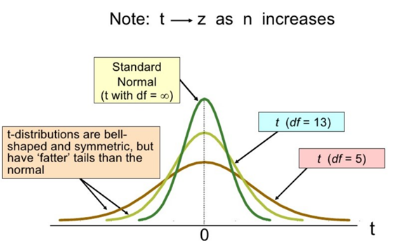 Note: t → z as n increases
Standard
Normal
(t with df = ∞)
t-distributions are bell-
shaped and symmetric, but
have ‘fatter’ tails than the
normal
t (df = 13)
t (df = 5)
0
t